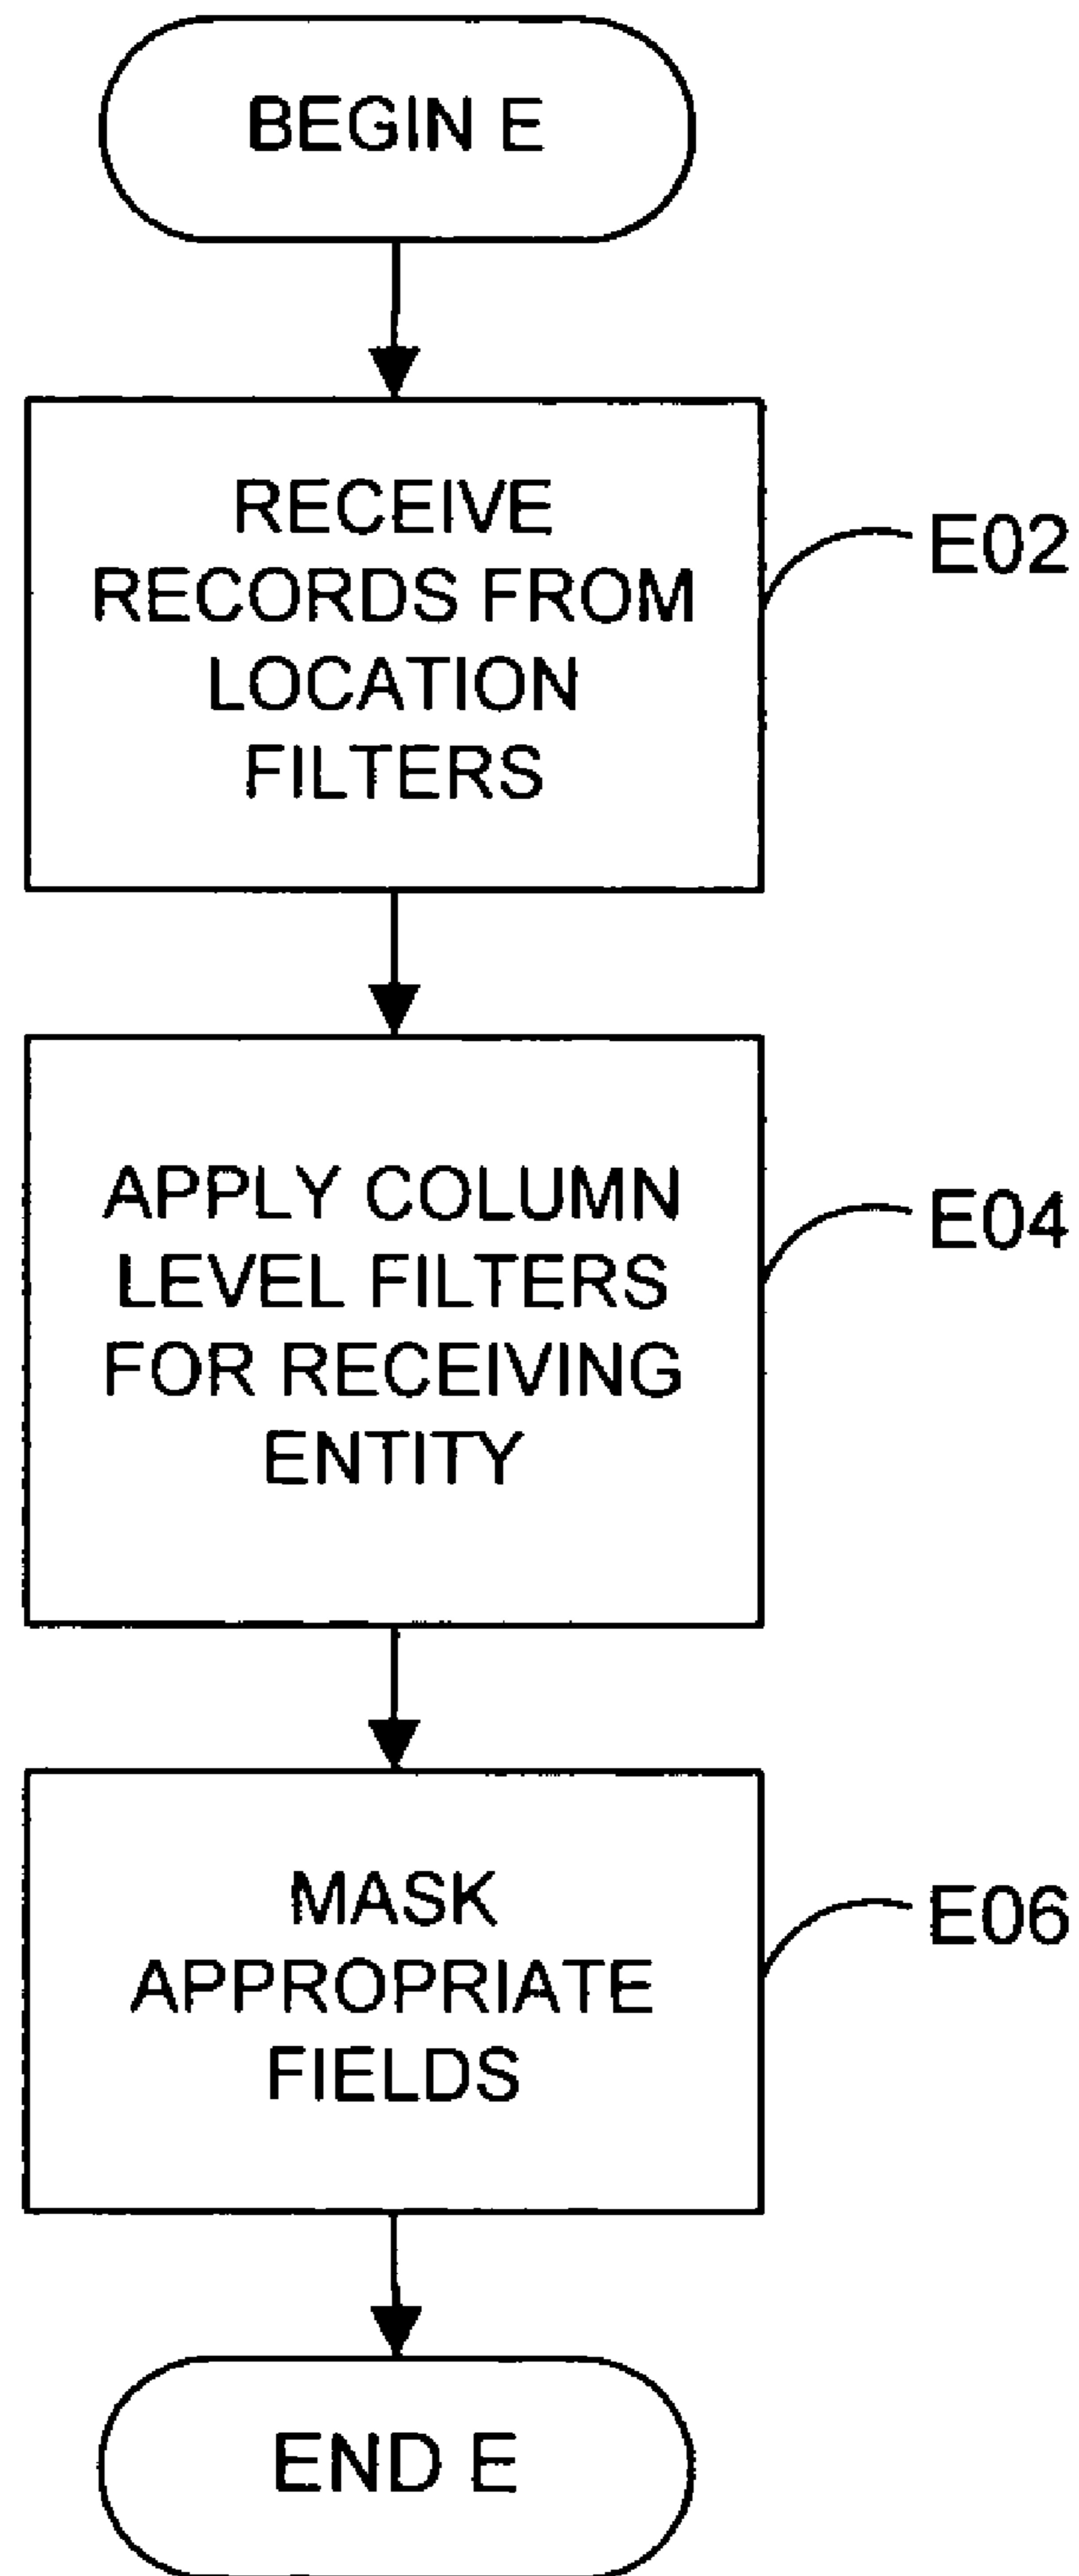 BEGIN E
RECEIVE
RECORDS FROM
LOCATION
FILTERS
E02
APPLY COLUMN
LEVEL FILTERS
FOR RECEIVING
ENTITY
E04
MASK
APPROPRIATE
FIELDS
E06
END E